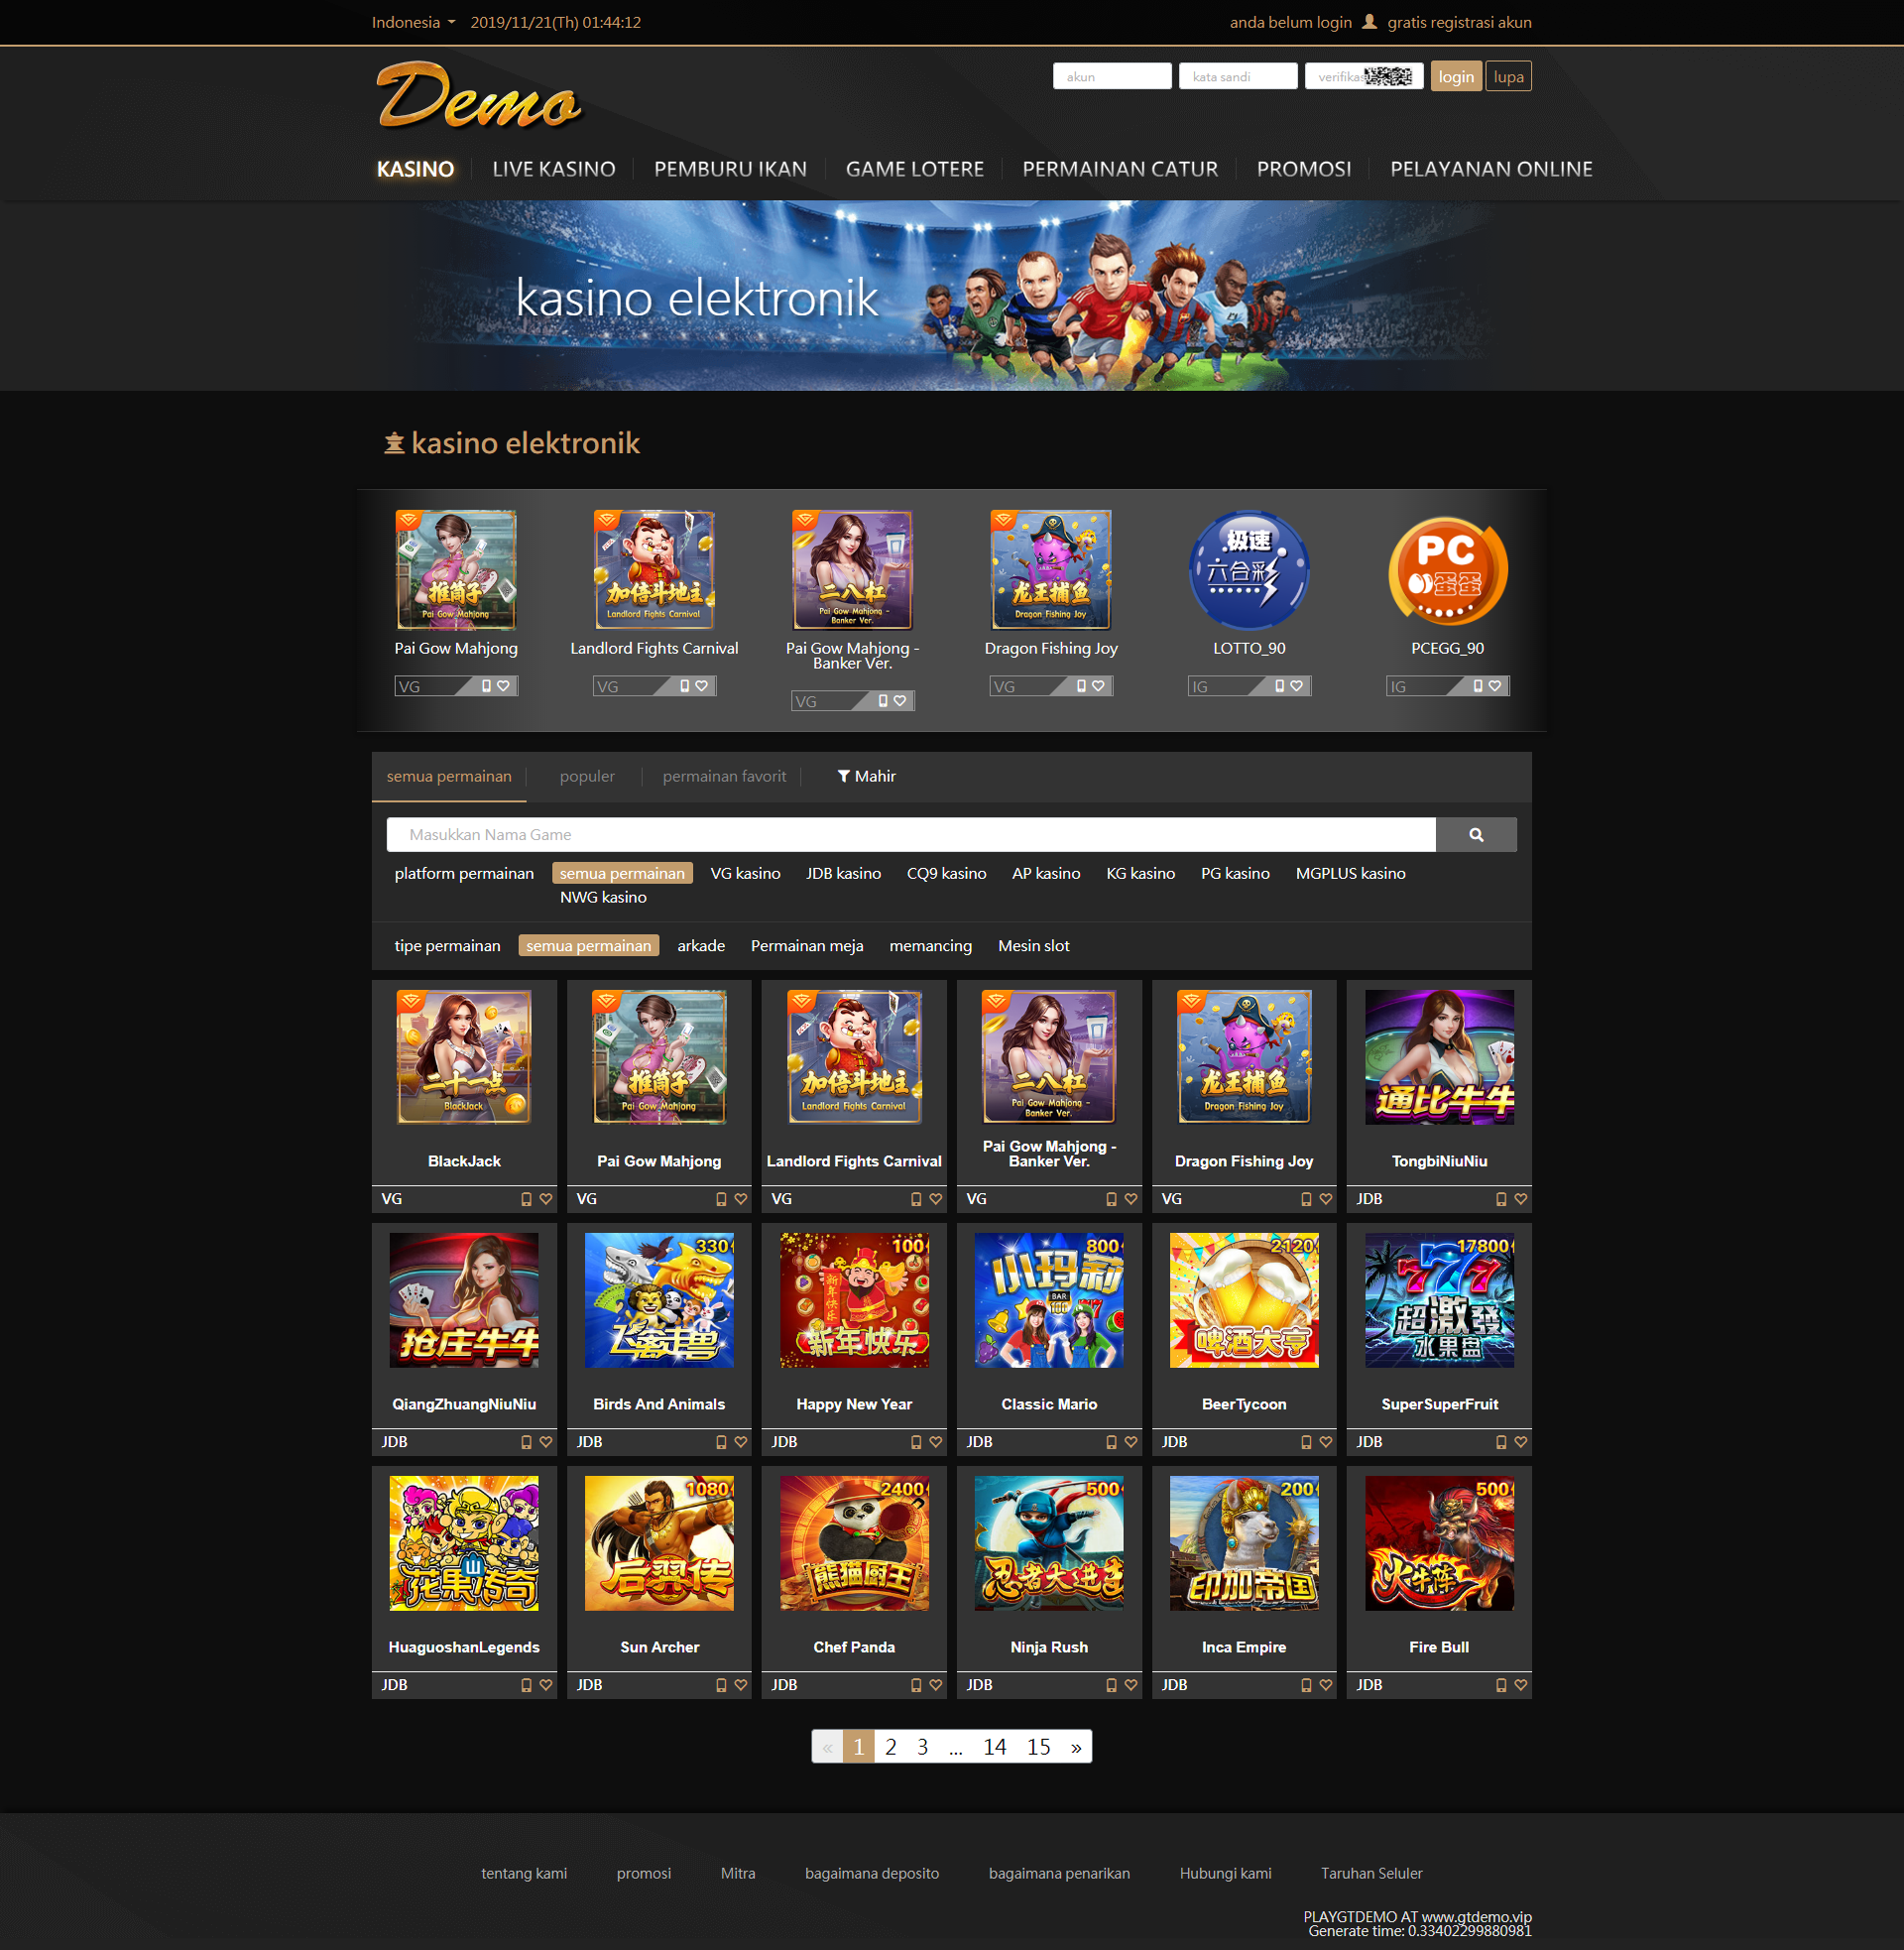 Indonesia 2019/11/21(Th) 01:44:12 anda belum login gratis registrasi akun
Demo
akun kata sandi verifikasi login lupa
KASINO LIVE KASINO PEMBURU IKAN GAME LOTERE PERMAINAN CATUR PROMOSI PELAYANAN ONLINE
kasino elektronik
kasino elektronik
推筒子 加倍斗地主 二八杠 龙王捕鱼 极速 六合彩 PC 蛋蛋
Pai Gow Mahjong Landlord Fights Carnival Pai Gow Mahjong - Banker Ver. Dragon Fishing Joy
Pai Gow Mahjong Landlord Fights Carnival Pai Gow Mahjong - Dragon Fishing Joy LOTTO_90 PCEGG_90
Banker Ver.
VG VG VG VG IG IG
semua permainan populer permainan favorit Mahir
Masukkan Nama Game
platform permainan semua permainan VG kasino JDB kasino CQ9 kasino AP kasino KG kasino PG kasino MGPLUS kasino
NWG kasino
tipe permainan semua permainan arkade Permainan meja memancing Mesin slot
二十一点 推筒子 加倍斗地主 二八杠 龙王捕鱼 通比牛牛
BlackJack Pai Gow Mahjong Landlord Fights Carnival Pai Gow Mahjong - Banker Ver. Dragon Fishing Joy
BlackJack Pai Gow Mahjong Landlord Fights Carnival Pai Gow Mahjong - Dragon Fishing Joy TongbiNiuNiu
Banker Ver.
VG VG VG VG VG JDB
330 100 800 2120 17800
新年快乐 BAR 777
抢庄牛牛 飞禽走兽 新年快乐 小玛莉 啤酒大亨 超激發水果盘
QiangZhuangNiuNiu Birds And Animals Happy New Year Classic Mario BeerTycoon SuperSuperFruit
JDB JDB JDB JDB JDB JDB
1080 2400 500 200 500
花果山传奇 后羿传 熊猫厨王 忍者大进击 印加帝国 火牛阵
HuaguoshanLegends Sun Archer Chef Panda Ninja Rush Inca Empire Fire Bull
JDB JDB JDB JDB JDB JDB
« 1 2 3 ... 14 15 »
tentang kami promosi Mitra bagaimana deposito bagaimana penarikan Hubungi kami Taruhan Seluler
PLAYGTDEMO AT www.gtdemo.vip
Generate time: 0.33402299880981